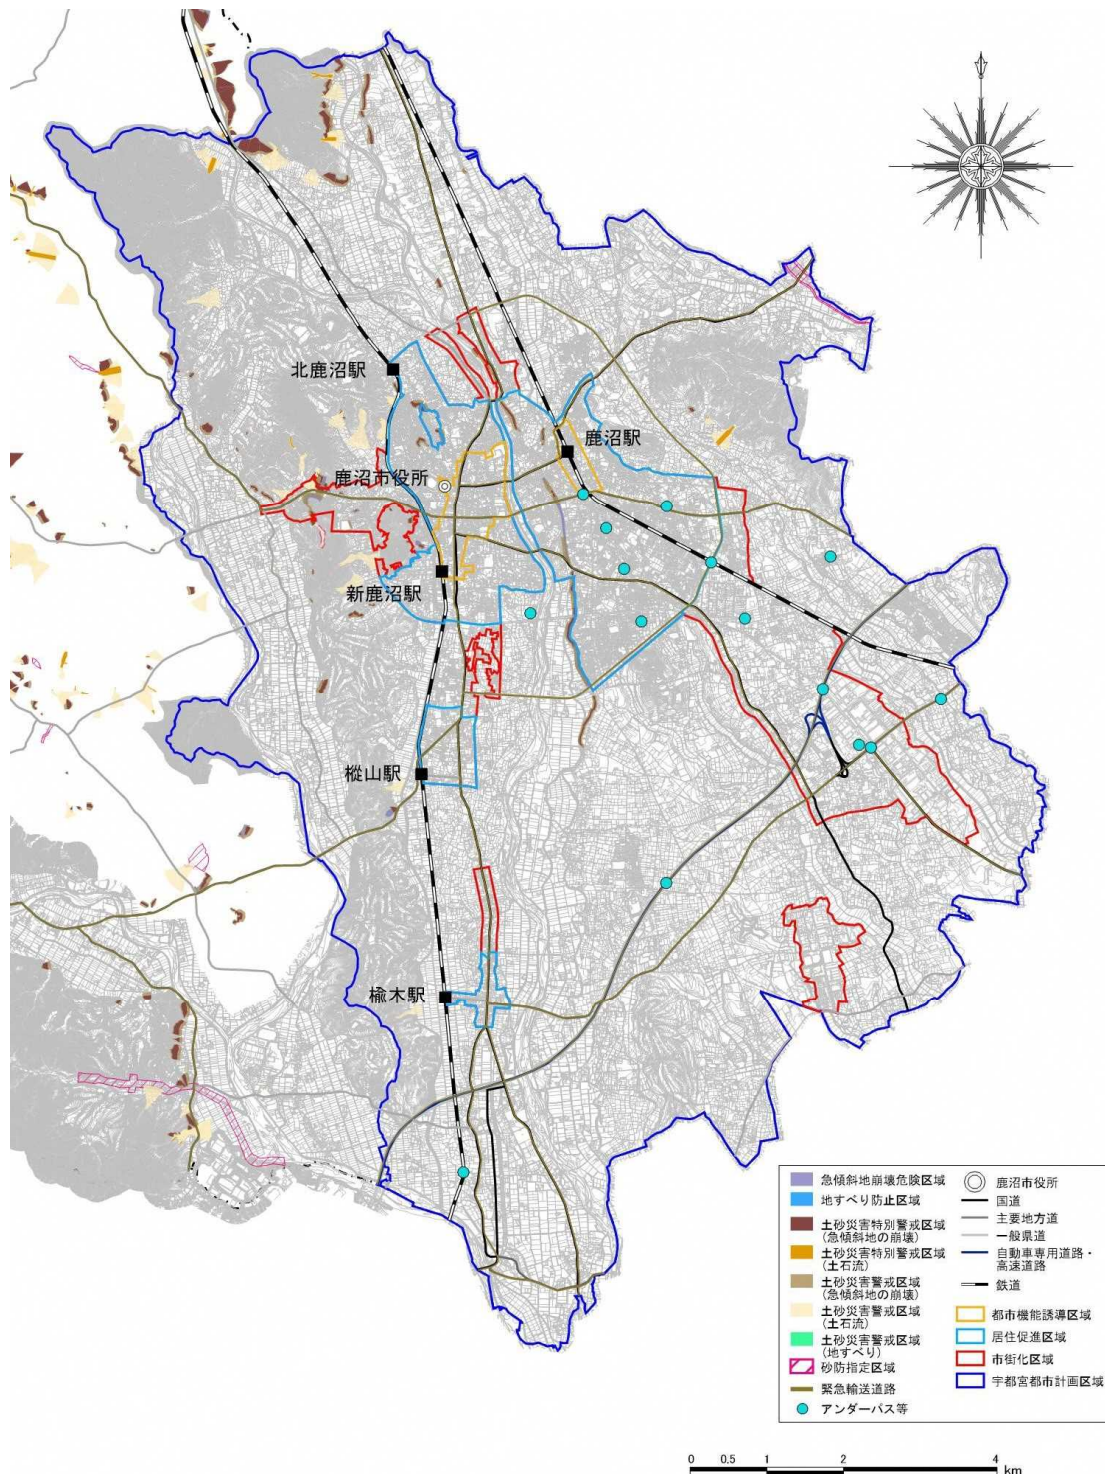 北鹿沼駅
鹿沼駅
鹿沼市役所
新鹿沼駅
樅山駅
楡木駅
急傾斜地崩壊危険区域
地すべり防止区域
土砂災害特別警戒区域
(急傾斜地の崩壊)
土砂災害特別警戒区域
(土石流)
土砂災害警戒区域
(急傾斜地の崩壊)
土砂災害警戒区域
(土石流)
土砂災害警戒区域
(地すべり)
砂防指定区域
緊急輸送道路
アンダーパス等
鹿沼市役所
国道
主要地方道
一般県道
自動車専用道路・
高速道路
鉄道
都市機能誘導区域
居住促進区域
市街化区域
宇都宮都市計画区域
0 0.5 1 2 4
km